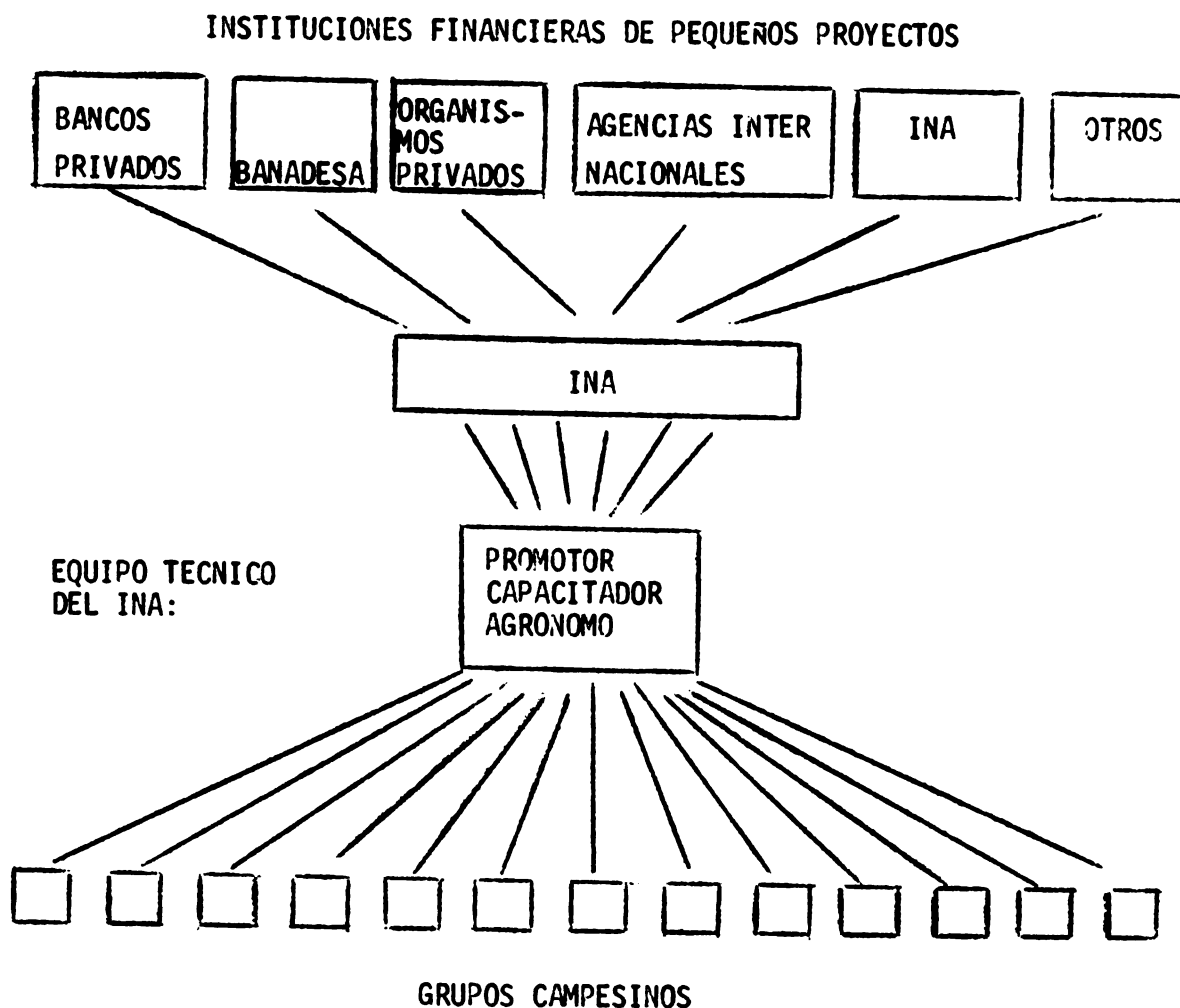 INSTITUCIONES FINANCIERAS DE PEQUEÑOS PROYECTOS
BANCOS
PRIVADOS
BANADESA
ORGANIS-
MOS
PRIVADOS
AGENCIAS INTER
NACIONALES
INA
OTROS
INA
EQUIPO TECNICO
DEL INA:
PROMOTOR
CAPACITADOR
AGRONOMO
GRUPOS CAMPESINOS